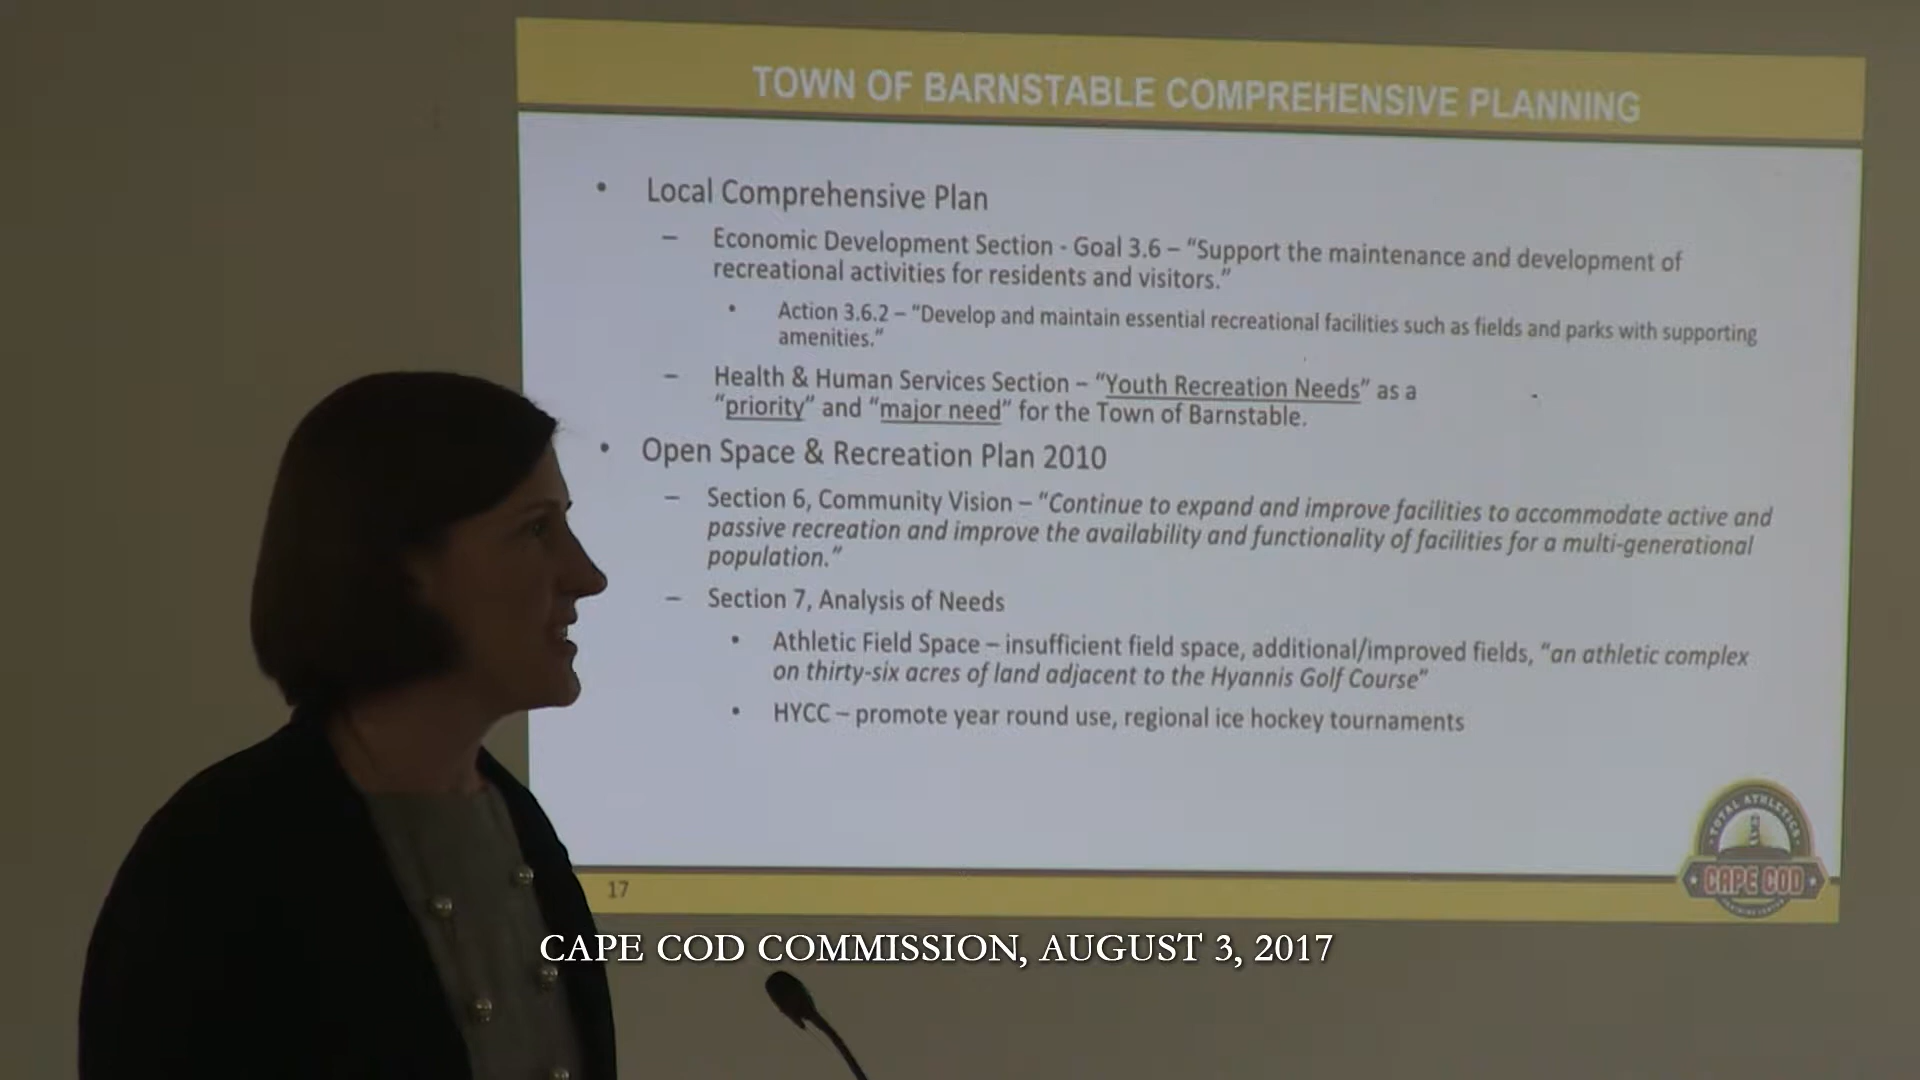 TOWN OF BARNSTABLE COMPREHENSIVE PLANNING
• Local Comprehensive Plan
– Economic Development Section - Goal 3.6 – “Support the maintenance and development of
recreational activities for residents and visitors.”
• Action 3.6.2 – “Develop and maintain essential recreational facilities such as fields and parks with supporting
amenities.”
– Health & Human Services Section – “Youth Recreation Needs” as a
“priority” and “major need” for the Town of Barnstable.
• Open Space & Recreation Plan 2010
– Section 6, Community Vision – “Continue to expand and improve facilities to accommodate active and
passive recreation and improve the availability and functionality of facilities for a multi-generational
population.”
– Section 7, Analysis of Needs
• Athletic Field Space – insufficient field space, additional/improved fields, “an athletic complex
on thirty-six acres of land adjacent to the Hyannis Golf Course”
• HYCC – promote year round use, regional ice hockey tournaments
TOTAL ATHLETICS
CAPE COD
17
CAPE COD COMMISSION, AUGUST 3, 2017